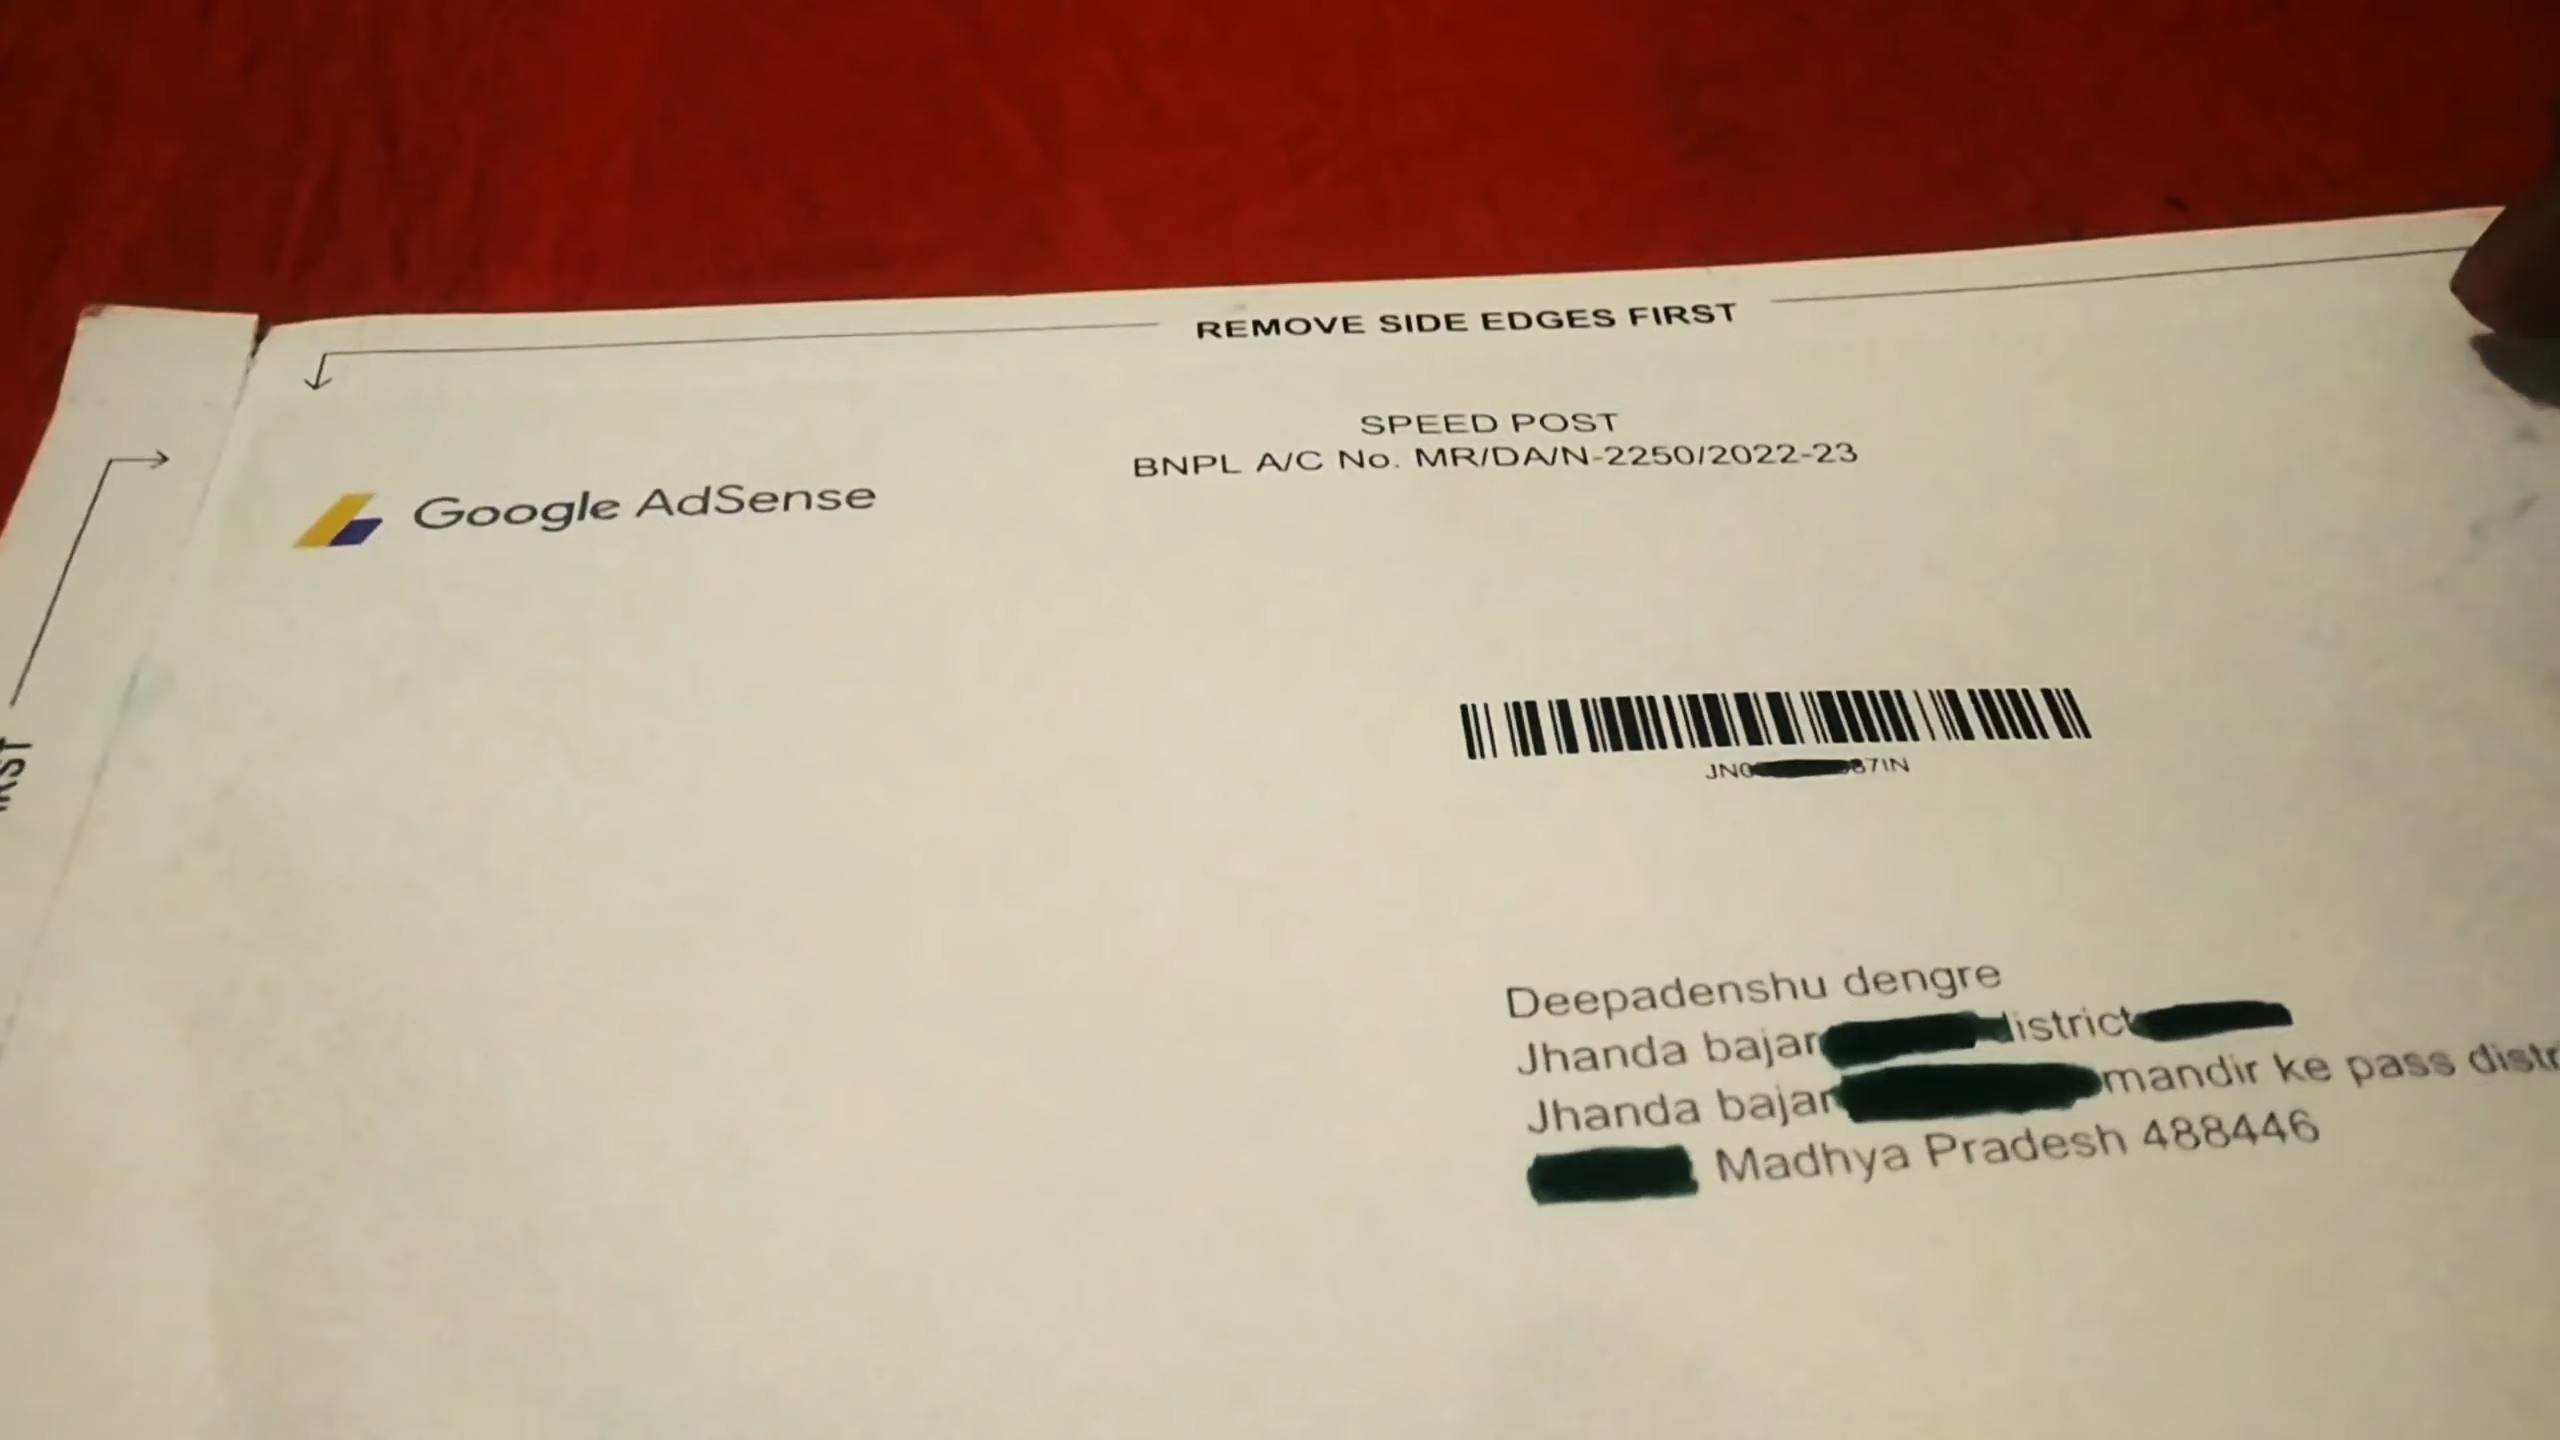 REMOVE SIDE EDGES FIRST
SPEED POST
BNPL A/C No. MR/DA/N-2250/2022-23
Google AdSense
JN0 87IN
Deepadenshu dengre
Jhanda bajar district
Jhanda bajar mandir ke pass distr
Madhya Pradesh 488446